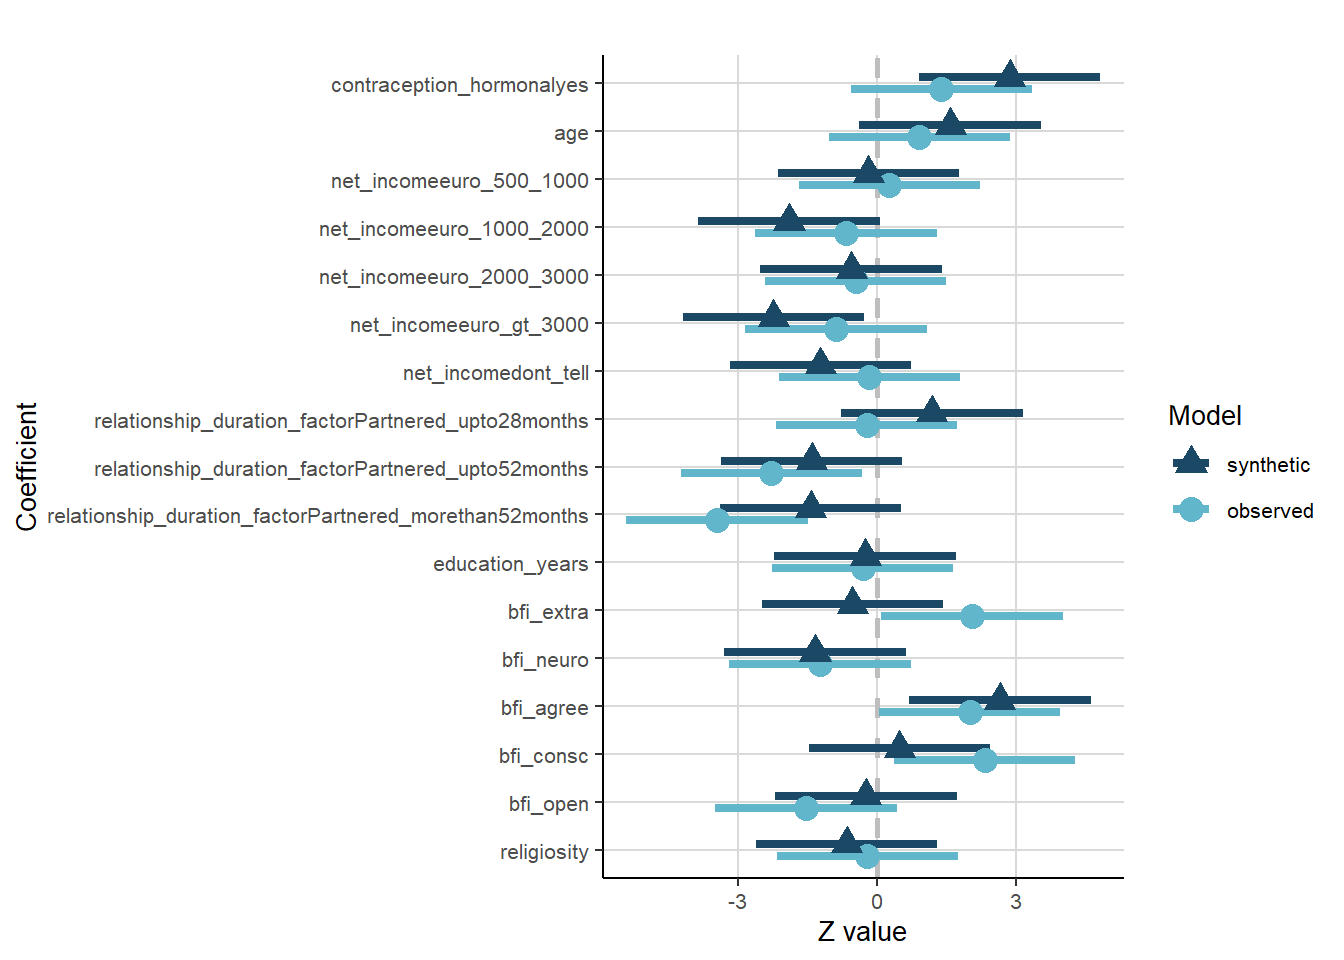 contraception_hormonalyes
age
net_incomeeuro_500_1000
net_incomeeuro_1000_2000
net_incomeeuro_2000_3000
net_incomeeuro_gt_3000
net_incomedont_tell
relationship_duration_factorPartnered_upto28months
relationship_duration_factorPartnered_upto52months
relationship_duration_factorPartnered_morethan52months
education_years
bfi_extra
bfi_neuro
bfi_agree
bfi_consc
bfi_open
religiosity
Coefficient
-3 0 3
Z value
Model
synthetic
observed